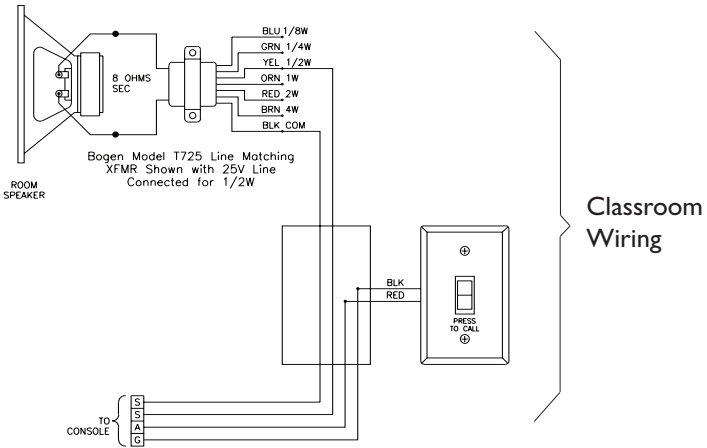 BLU 1/8W
GRN 1/4W
YEL 1/2W
ORN 1W
RED 2W
BRN 4W
BLK COM
8 OHMS
SEC
Bogen Model T725 Line Matching
XFMR Shown with 25V Line
Connected for 1/2W
ROOM
SPEAKER
Classroom
Wiring
BLK
RED
PRESS
TO CALL
TO
CONSOLE
S
S
A
G